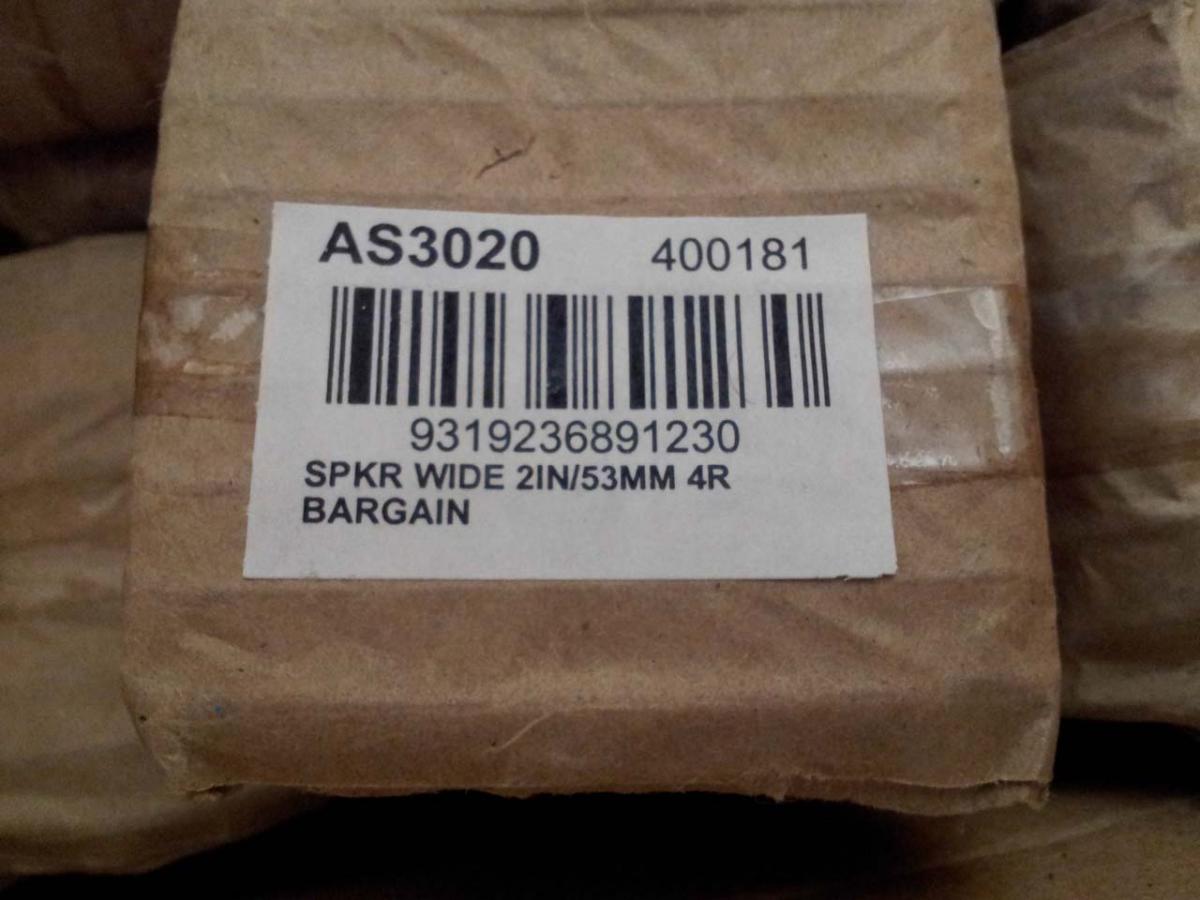 AS3020 400181
9319236891230
SPKR WIDE 2IN/53MM 4R
BARGAIN